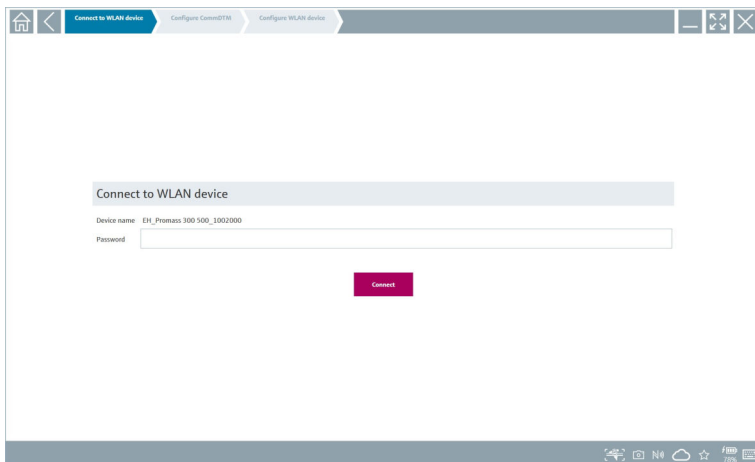 Connect to WLAN device
Configure CommDTM
Configure WLAN device
Connect to WLAN device
Device name EH_Promass 300 500_1002000
Password
Connect
78%